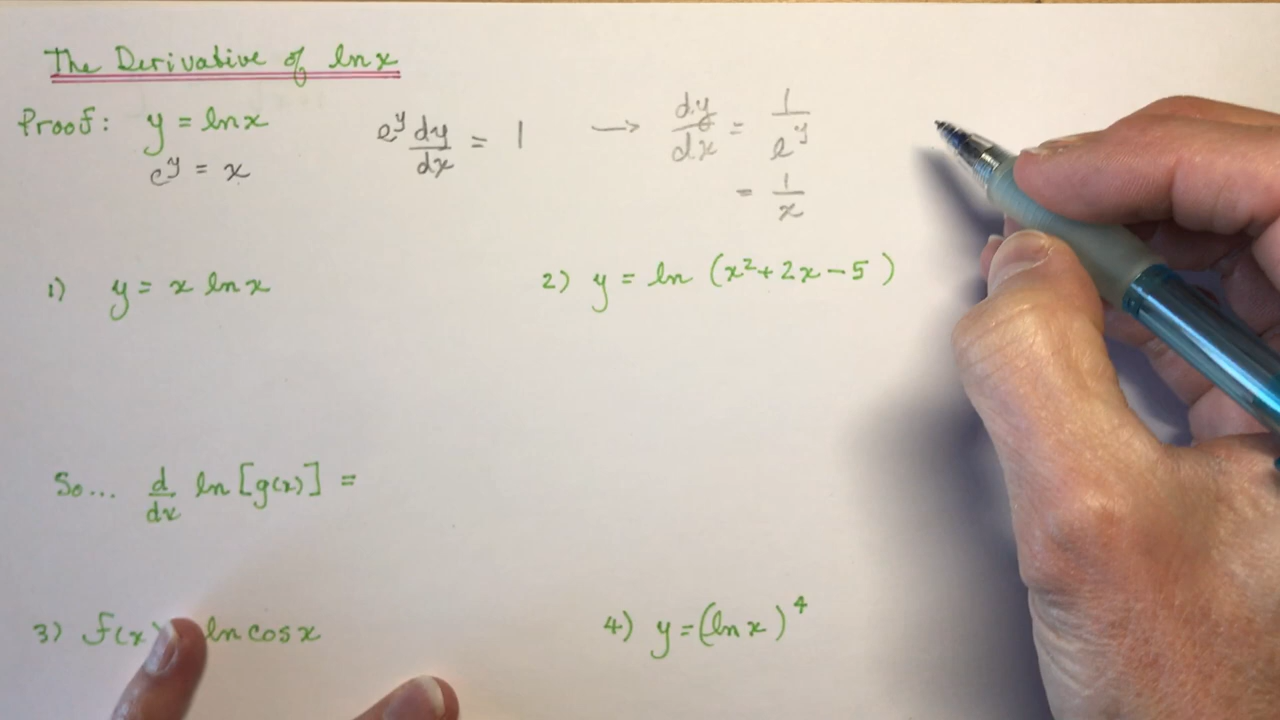 The Derivative of ln x
Proof: y = ln x
e^y = x
e^y dy/dx = 1 → dy/dx = 1/e^y
= 1/x
1) y = x ln x
2) y = ln (x² + 2x − 5)
So... d/dx ln [g(x)] =
3) f(x) ln cos x
4) y = (ln x)⁴